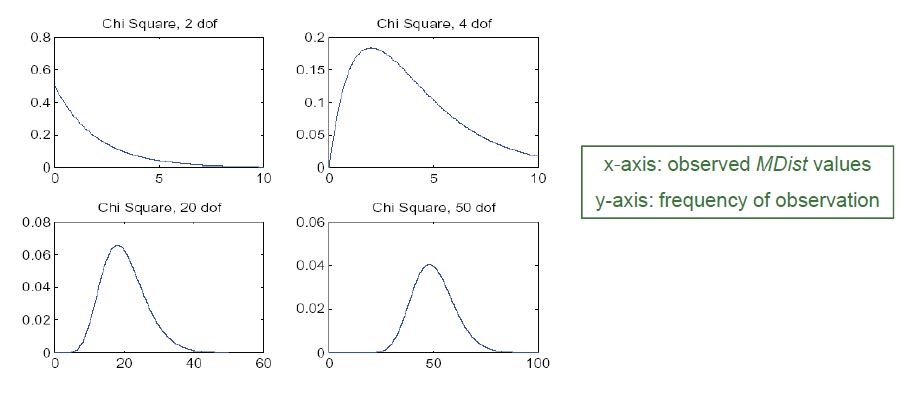 Chi Square, 2 dof
0.8
0.6
0.4
0.2
0
0 5 10
Chi Square, 4 dof
0.2
0.15
0.1
0.05
0
0 5 10
x-axis: observed MDist values
y-axis: frequency of observation
Chi Square, 20 dof
0.08
0.06
0.04
0.02
0
0 20 40 60
Chi Square, 50 dof
0.06
0.04
0.02
0
0 50 100